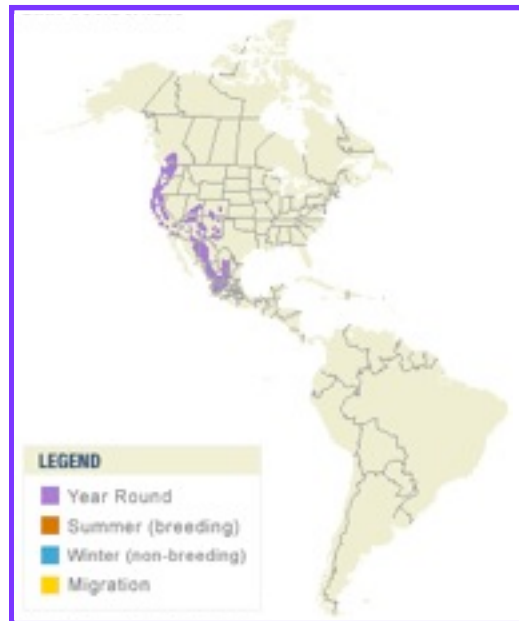 LEGEND
Year Round
Summer (breeding)
Winter (non-breeding)
Migration